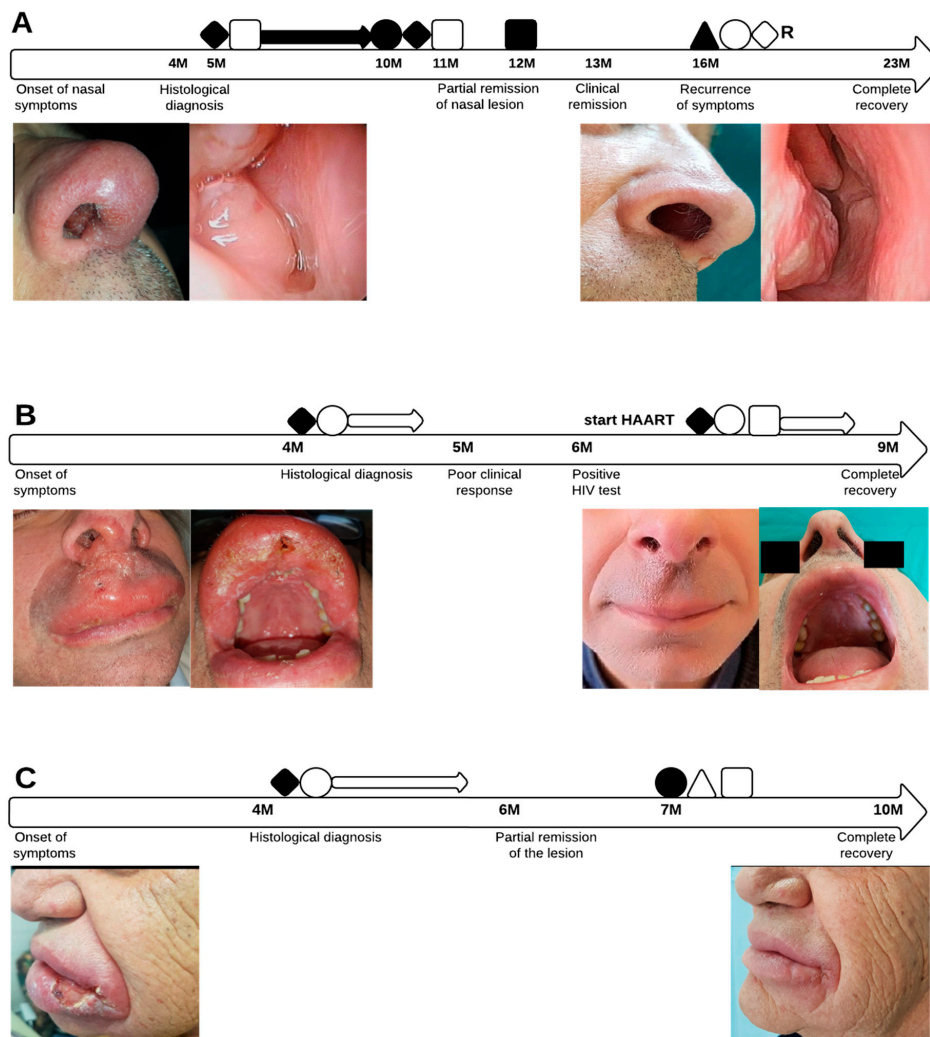 A
R
4M 5M 10M 11M 12M 13M 16M 23M
Onset of nasal
symptoms
Histological
diagnosis
Partial remission
of nasal lesion
Clinical
remission
Recurrence
of symptoms
Complete
recovery
B
start HAART
4M 5M 6M 9M
Onset of
symptoms
Histological diagnosis
Poor clinical
response
Positive
HIV test
Complete
recovery
C
4M 6M 7M 10M
Onset of
symptoms
Histological diagnosis
Partial remission
of the lesion
Complete
recovery